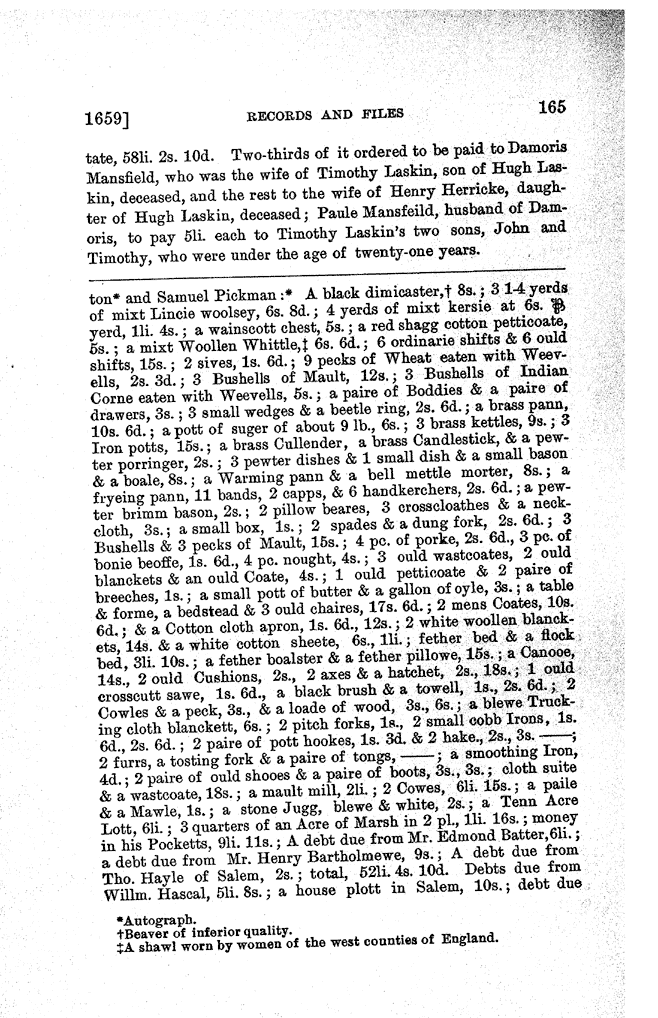 1659] RECORDS AND FILES 165
tate, 58li. 2s. 10d. Two-thirds of it ordered to be paid to Damoris
Mansfield, who was the wife of Timothy Laskin, son of Hugh Las-
kin, deceased, and the rest to the wife of Henry Herricke, daugh-
ter of Hugh Laskin, deceased; Paule Mansfeild, husband of Dam-
oris, to pay 5li. each to Timothy Laskin's two sons, John and
Timothy, who were under the age of twenty-one years.
ton* and Samuel Pickman:* A black dimicaster,† 8s.; 3 1-4 yerds
of mixt Lincie woolsey, 6s. 8d.; 4 yerds of mixt kersie at 6s. ⅌
yerd, 1li. 4s.; a wainscott chest, 5s.; a red shagg cotton petticoate,
5s.; a mixt Woollen Whittle,‡ 6s. 6d.; 6 ordinarie shifts & 6 ould
shifts, 15s.; 2 sives, 1s. 6d.; 9 pecks of Wheat eaten with Weev-
ells, 2s. 3d.; 3 Bushells of Mault, 12s.; 3 Bushells of Indian
Corne eaten with Weevells, 5s.; a paire of Boddies & a paire of
drawers, 3s.; 3 small wedges & a beetle ring, 2s. 6d.; a brass pann,
10s. 6d.; a pott of suger of about 9 lb., 6s.; 3 brass kettles, 9s.; 3
Iron potts, 15s.; a brass Cullender, a brass Candlestick, & a pew-
ter porringer, 2s.; 3 pewter dishes & 1 small dish & a small bason
& a boale, 8s.; a Warming pann & a bell mettle morter, 8s.; a
fryeing pann, 11 bands, 2 capps, & 6 handkerchers, 2s. 6d.; a pew-
ter brimm bason, 2s.; 2 pillow beares, 3 crosscloathes & a neck-
cloth, 3s.; a small box, 1s.; 2 spades & a dung fork, 2s. 6d.; 3
Bushells & 3 pecks of Mault, 15s.; 4 pc. of porke, 2s. 6d., 3 pc. of
bonie beoffe, 1s. 6d., 4 pc. nought, 4s.; 3 ould wastcoates, 2 ould
blanckets & an ould Coate, 4s.; 1 ould petticoate & 2 paire of
breeches, 1s.; a small pott of butter & a gallon of oyle, 3s.; a table
& forme, a bedstead & 3 ould chaires, 17s. 6d.; 2 mens Coates, 10s.
6d.; & a Cotton cloth apron, 1s. 6d., 12s.; 2 white woollen blanck-
ets, 14s. & a white cotton sheete, 6s., 1li.; fether bed & a flock
bed, 3li. 10s.; a fether boalster & a fether pillowe, 15s.; a Canooe,
14s., 2 ould Cushions, 2s., 2 axes & a hatchet, 2s., 18s.; 1 ould
crosscutt sawe, 1s. 6d., a black brush & a towell, 1s., 2s. 6d.; 2
Cowles & a peck, 3s., & a loade of wood, 3s., 6s.; a blewe Truck-
ing cloth blanckett, 6s.; 2 pitch forks, 1s., 2 small cobb Irons, 1s.
6d., 2s. 6d.; 2 paire of pott hookes, 1s. 3d. & 2 hake., 2s., 3s. ——;
2 furrs, a tosting fork & a paire of tongs, ——; a smoothing Iron,
4d.; 2 paire of ould shooes & a paire of boots, 3s., 3s.; cloth suite
& a wastcoate, 18s.; a mault mill, 2li.; 2 Cowes, 6li. 15s.; a paile
& a Mawle, 1s.; a stone Jugg, blewe & white, 2s.; a Tenn Acre
Lott, 6li.; 3 quarters of an Acre of Marsh in 2 pl., 1li. 16s.; money
in his Pocketts, 9li. 11s.; A debt due from Mr. Edmond Batter, 6li.;
a debt due from Mr. Henry Bartholmewe, 9s.; A debt due from
Tho. Hayle of Salem, 2s.; total, 52li. 4s. 10d. Debts due from
Willm. Hascal, 5li. 8s.; a house plott in Salem, 10s.; debt due
*Autograph.
†Beaver of inferior quality.
‡A shawl worn by women of the west counties of England.